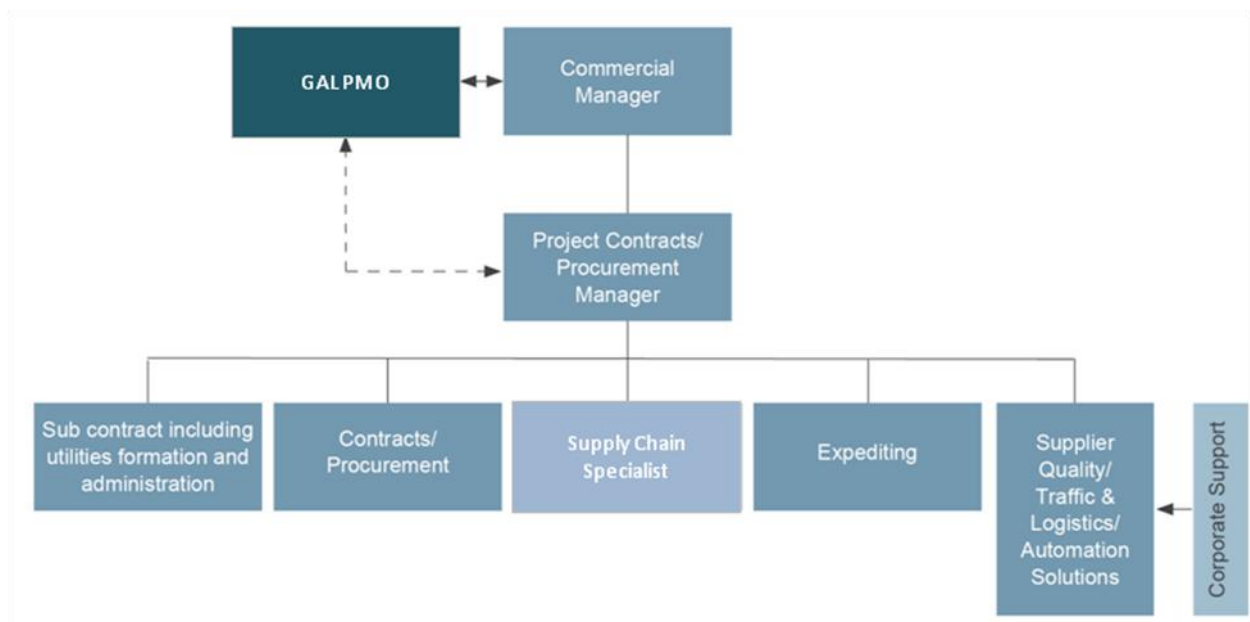 GALPMO
Commercial
Manager
Project Contracts/
Procurement
Manager
Sub contract including
utilities formation and
administration
Contracts/
Procurement
Supply Chain
Specialist
Expediting
Supplier
Quality/
Traffic &
Logistics/
Automation
Solutions
Corporate Support